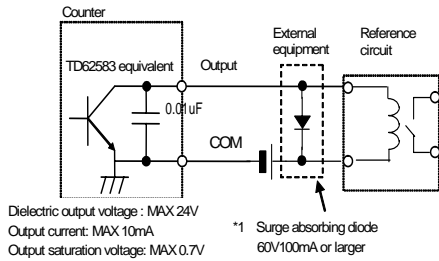 Counter
External
equipment
Reference
circuit
TD62583 equivalent
Output
0.01uF
COM
Dielectric output voltage : MAX 24V
Output current: MAX 10mA
Output saturation voltage: MAX 0.7V
*1 Surge absorbing diode
60V100mA or larger